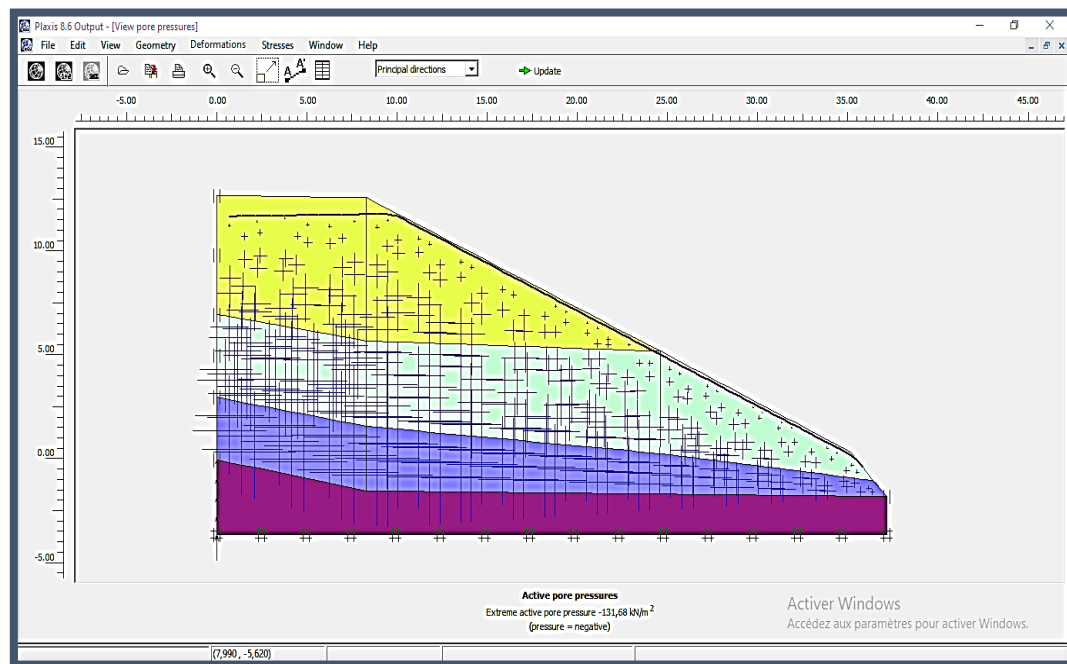 Plaxis 8.6 Output - [View pore pressures]
File Edit View Geometry Deformations Stresses Window Help
Principal directions Update
-5.00 0.00 5.00 10.00 15.00 20.00 25.00 30.00 35.00 40.00 45.00
15.00
10.00
5.00
0.00
-5.00
Active pore pressures
Extreme active pore pressure -131,68 kN/m²
(pressure = negative)
Activer Windows
Accédez aux paramètres pour activer Windows.
(7,990 , -5,620)